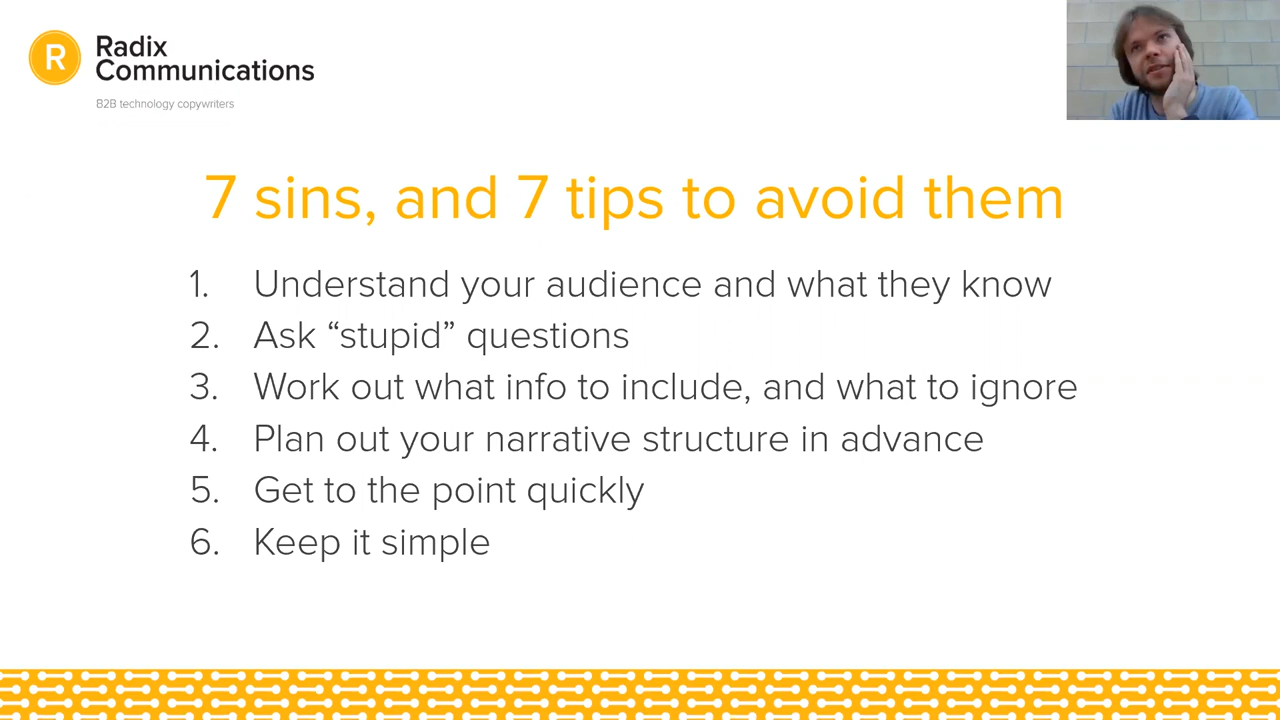 R
Radix
Communications
B2B technology copywriters
7 sins, and 7 tips to avoid them
1. Understand your audience and what they know
2. Ask “stupid” questions
3. Work out what info to include, and what to ignore
4. Plan out your narrative structure in advance
5. Get to the point quickly
6. Keep it simple